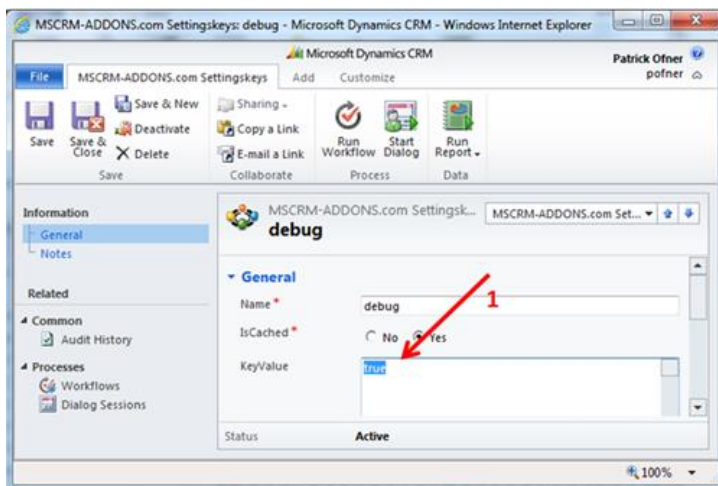 MSCRM-ADDONS.com Settingskeys: debug - Microsoft Dynamics CRM - Windows Internet Explorer
Microsoft Dynamics CRM
Patrick Ofner
pofner
File
MSCRM-ADDONS.com Settingskeys
Add
Customize
Save
Save & Close
Save & New
Deactivate
Delete
Save
Sharing
Copy a Link
E-mail a Link
Collaborate
Run Workflow
Start Dialog
Process
Run Report
Data
Information
General
Notes
Related
Common
Audit History
Processes
Workflows
Dialog Sessions
MSCRM-ADDONS.com Settingsk...
debug
MSCRM-ADDONS.com Set...
General
Name *
debug
1
IsCached *
No
Yes
KeyValue
true
Status
Active
100%